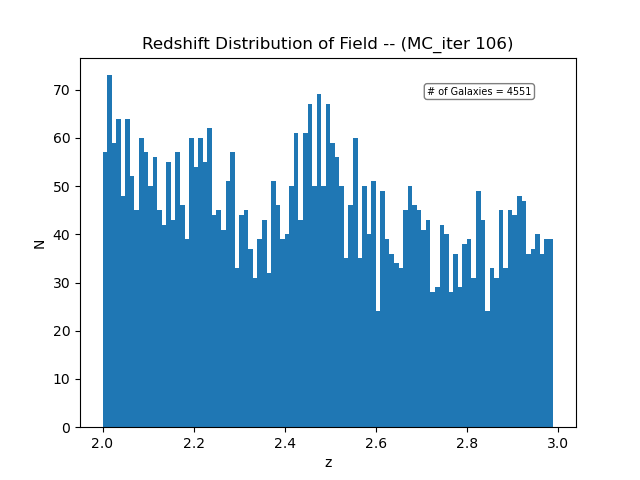 Redshift Distribution of Field -- (MC_iter 106)
# of Galaxies = 4551
70
60
50
40
30
20
10
0
N
2.0 2.2 2.4 2.6 2.8 3.0
z